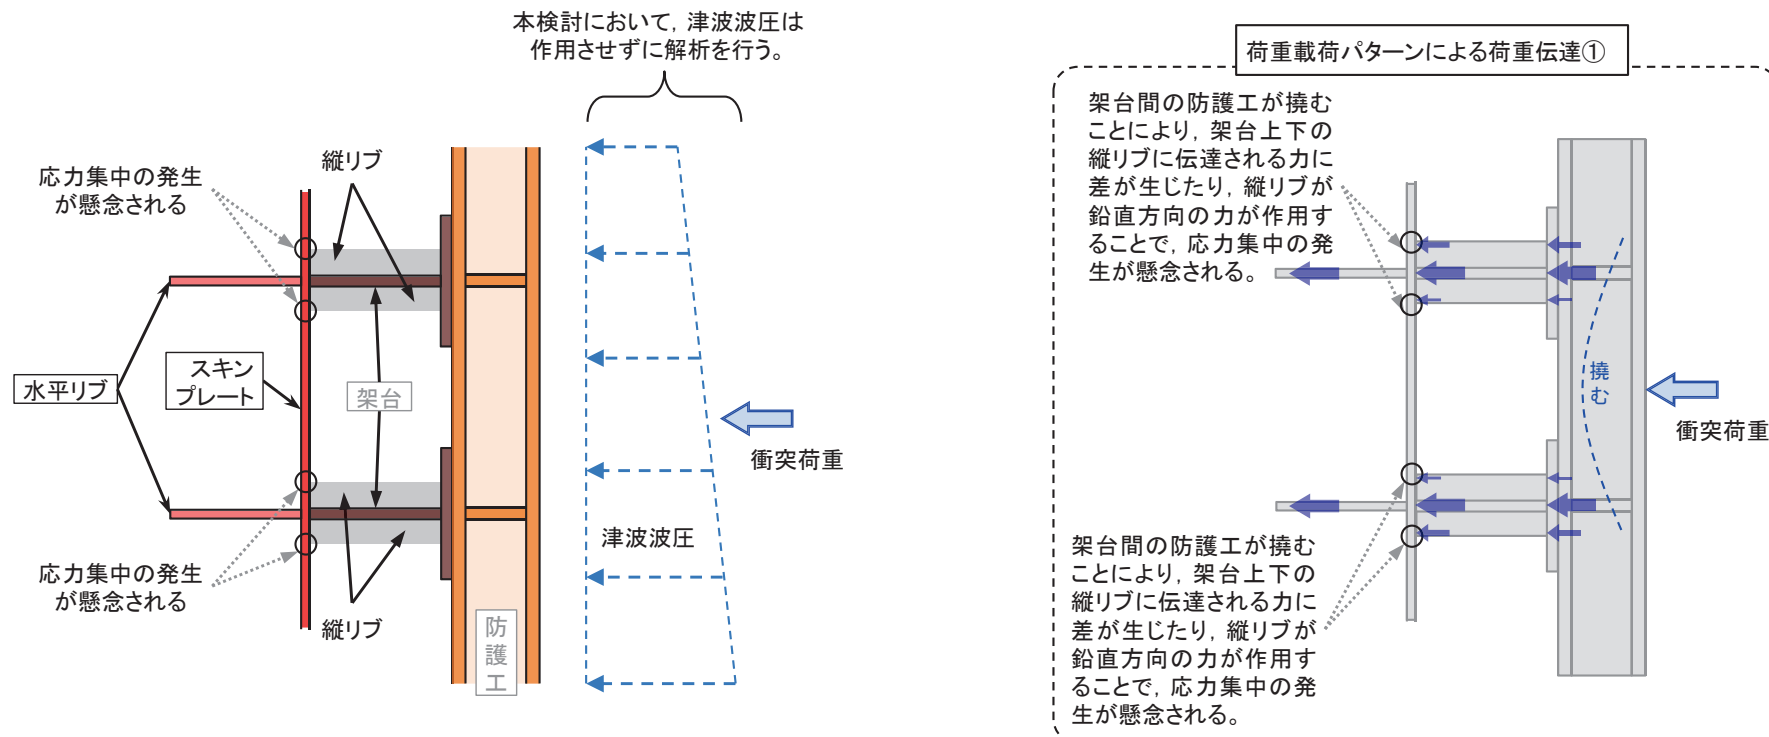 本検討において，津波波圧は
作用させずに解析を行う。
応力集中の発生
が懸念される
縦リブ
水平リブ
スキン
プレート
架台
衝突荷重
津波波圧
応力集中の発生
が懸念される
縦リブ
防
護
工
荷重載荷パターンによる荷重伝達①
架台間の防護工が撓む
ことにより，架台上下の
縦リブに伝達される力に
差が生じたり，縦リブが
鉛直方向の力が作用す
ることで，応力集中の発
生が懸念される。
撓
む
衝突荷重
架台間の防護工が撓む
ことにより，架台上下の
縦リブに伝達される力に
差が生じたり，縦リブが
鉛直方向の力が作用す
ることで，応力集中の発
生が懸念される。